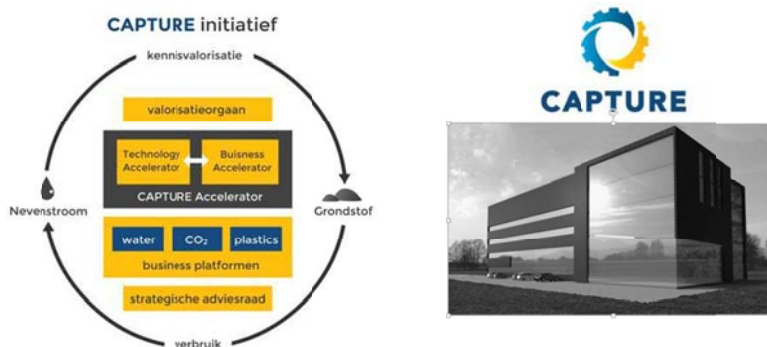 CAPTURE initiatief
kennisvalorisatie
valorisatieorgaan
Technology
Accelerator
Buisness
Accelerator
CAPTURE Accelerator
Nevenstroom
Grondstof
water
CO₂
plastics
business platformen
strategische adviesraad
verbruik
CAPTURE